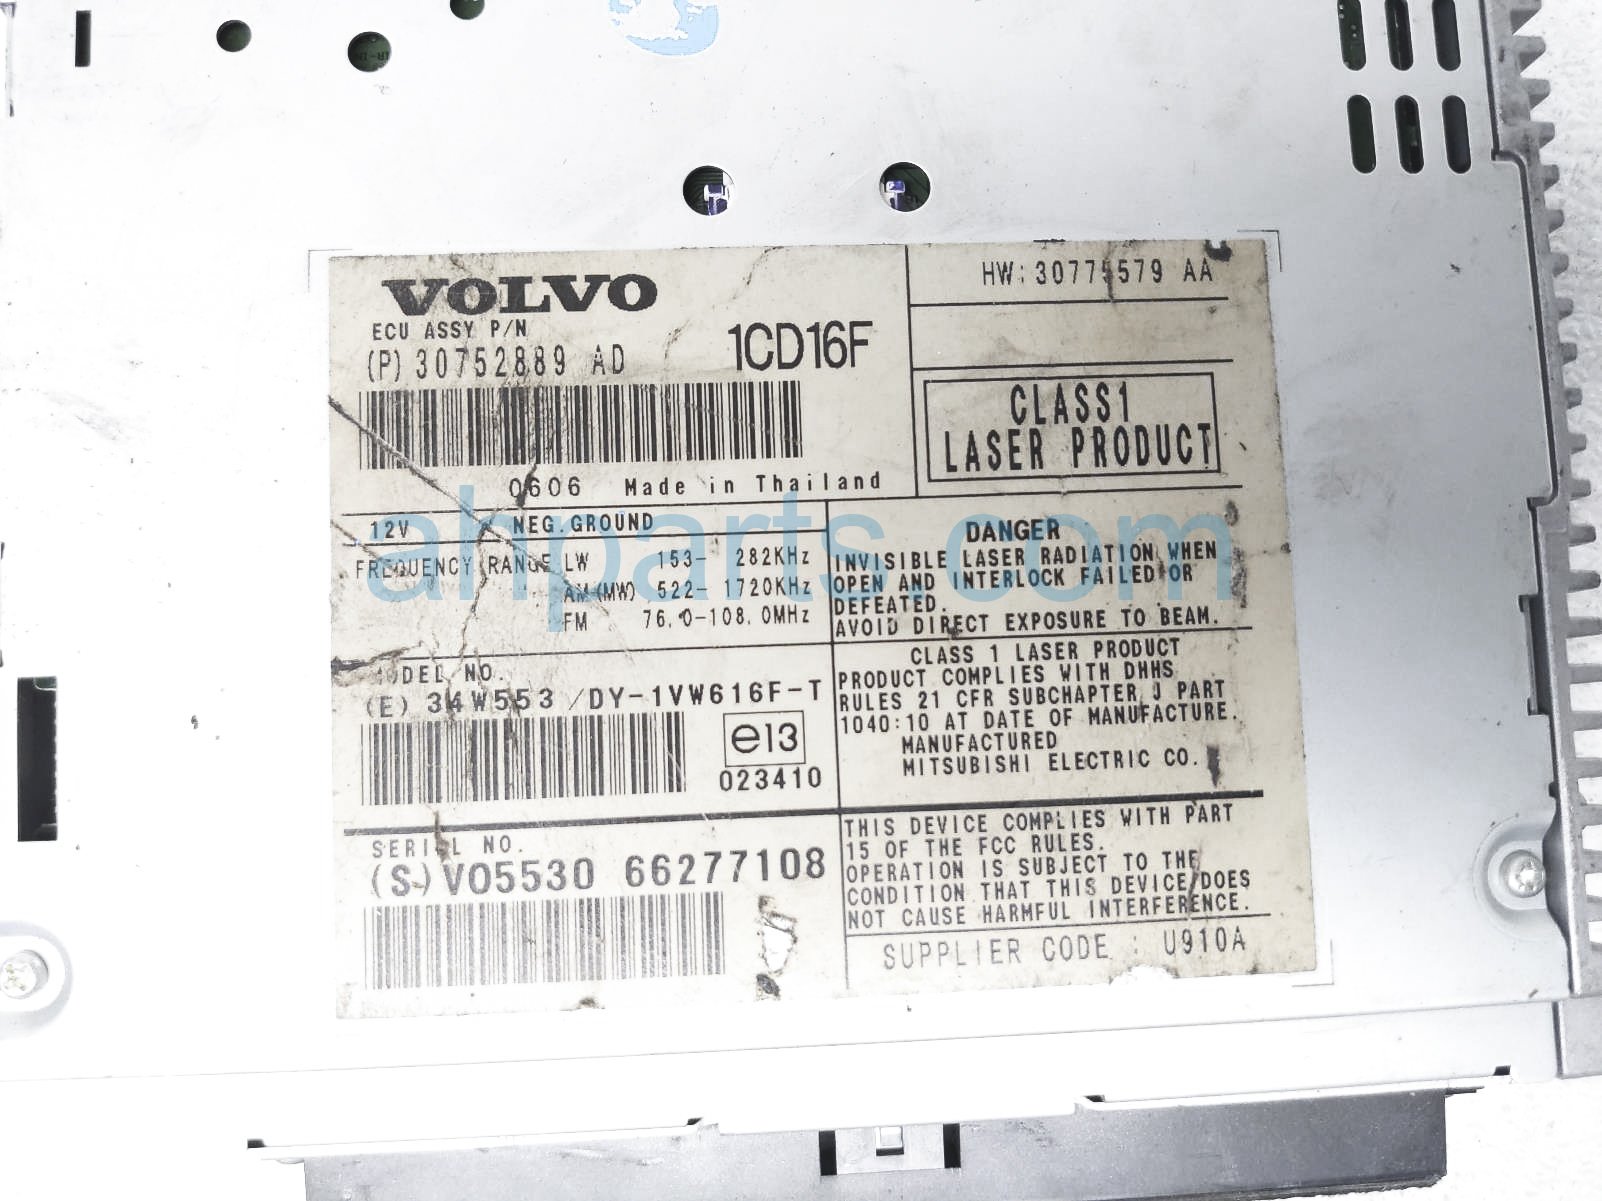 VOLVO
ECU ASSY P/N
(P) 30752889 AD
1CD16F
0606 Made in Thailand
HW: 30775579 AA
CLASS1
LASER PRODUCT
12V NEG.GROUND
FREQUENCY RANGE LW 153- 282KHz
AM(MW) 522- 1720KHz
FM 76.0-108.0MHz
DANGER
INVISIBLE LASER RADIATION WHEN
OPEN AND INTERLOCK FAILED OR
DEFEATED.
AVOID DIRECT EXPOSURE TO BEAM.
MODEL NO.
(E) 34W553 /DY-1VW616F-T
e13
023410
CLASS 1 LASER PRODUCT
PRODUCT COMPLIES WITH DHHS
RULES 21 CFR SUBCHAPTER J PART
1040:10 AT DATE OF MANUFACTURE.
MANUFACTURED
MITSUBISHI ELECTRIC CO.
SERIAL NO.
(S) VO5530 66277108
THIS DEVICE COMPLIES WITH PART
15 OF THE FCC RULES.
OPERATION IS SUBJECT TO THE
CONDITION THAT THIS DEVICE DOES
NOT CAUSE HARMFUL INTERFERENCE.
SUPPLIER CODE : U910A
ahparts.com